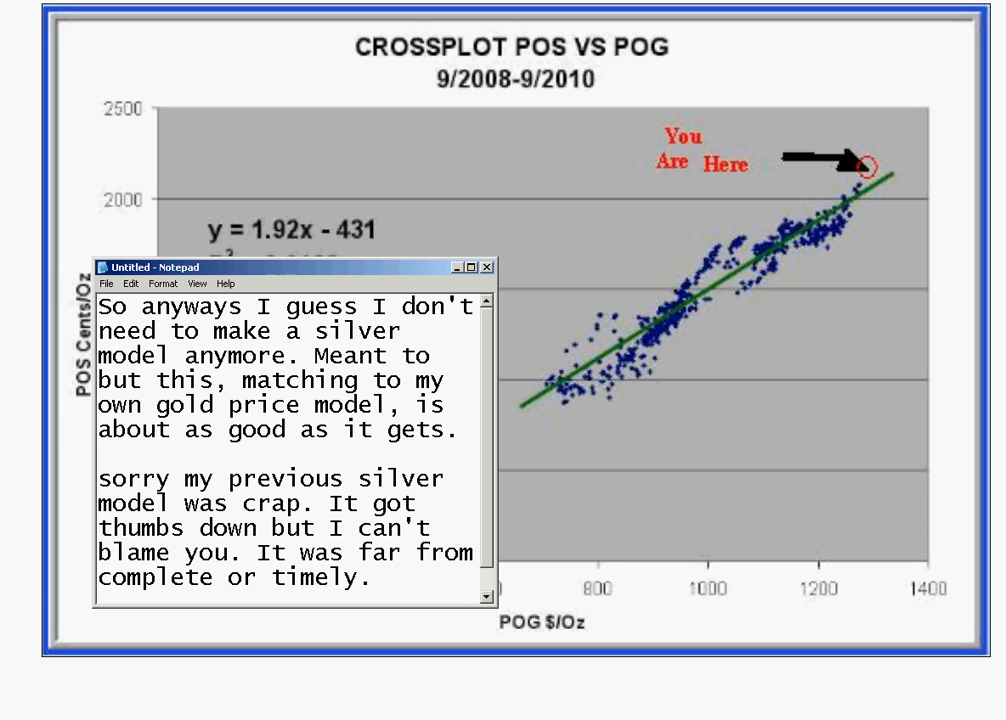 CROSSPLOT POS VS POG
9/2008-9/2010
2500
You
Are Here
2000
y = 1.92x - 431
Untitled - Notepad
File Edit Format View Help
So anyways I guess I don't
need to make a silver
model anymore. Meant to
but this, matching to my
own gold price model, is
about as good as it gets.
sorry my previous silver
model was crap. It got
thumbs down but I can't
blame you. It was far from
complete or timely.
POS Cents/Oz
800 1000 1200 1400
POG $/Oz